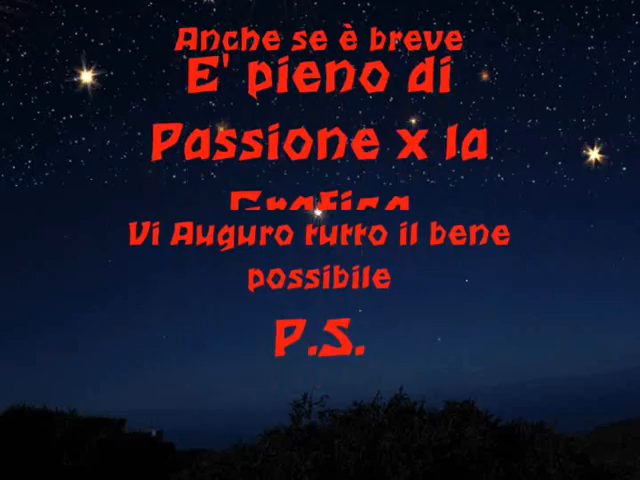 Anche se è breve
E' pieno di
Passione x la
Vi Auguro tutto il bene
possibile
P.S.